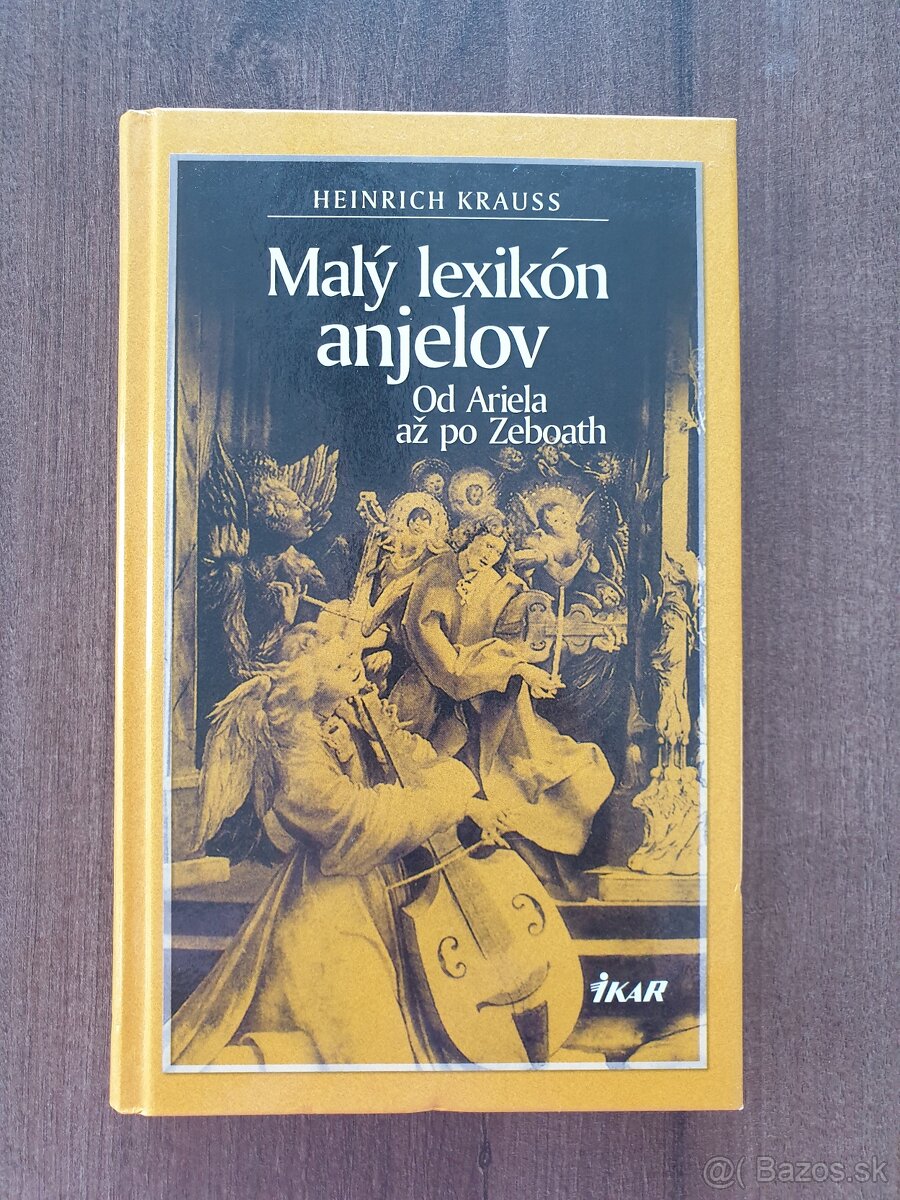 HEINRICH KRAUSS
Malý lexikón
anjelov
Od Ariela
až po Zeboath
iKAR
@( Bazos.sk